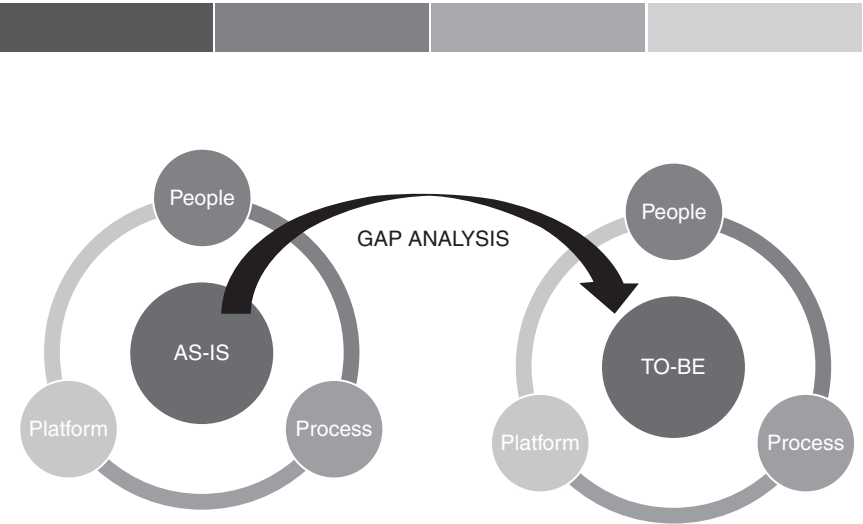 People
GAP ANALYSIS
AS-IS
Platform
Process
People
TO-BE
Platform
Process